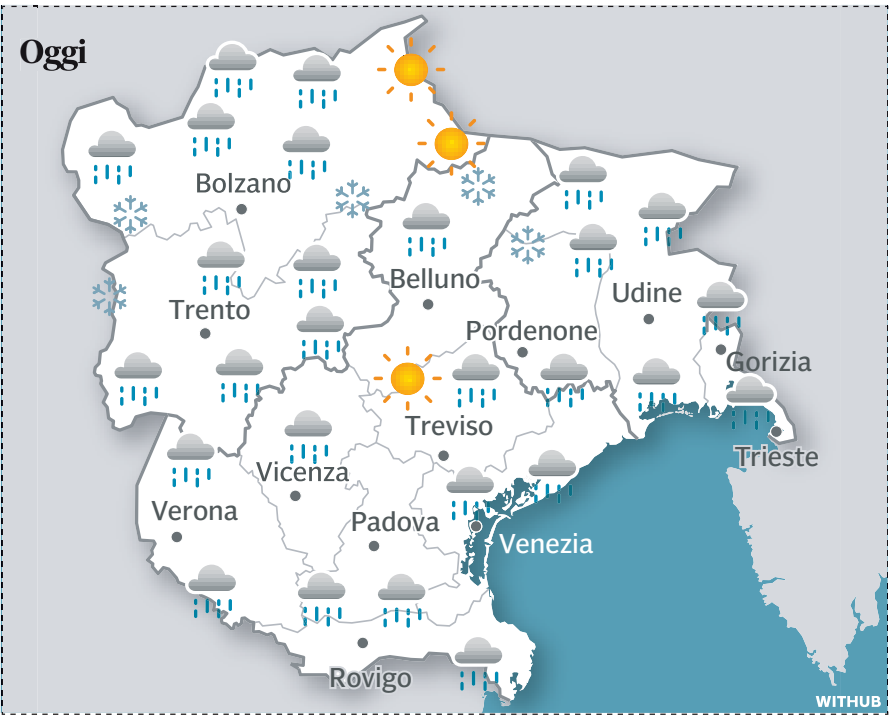 Oggi
Bolzano
Belluno
Udine
Trento
Pordenone
Gorizia
Treviso
Trieste
Vicenza
Verona
Padova
Venezia
Rovigo
WITHUB